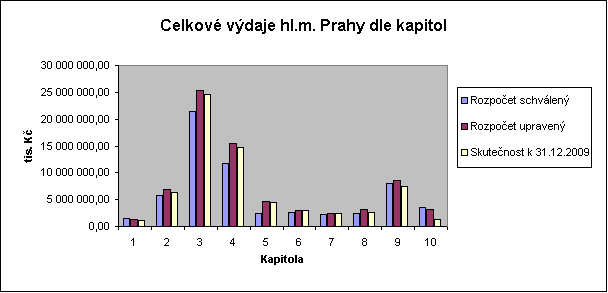 Celkové výdaje hl.m. Prahy dle kapitol
30 000 000,00
25 000 000,00
20 000 000,00
15 000 000,00
10 000 000,00
5 000 000,00
0,00
tis. Kč
1 2 3 4 5 6 7 8 9 10
Kapitola
Rozpočet schválený
Rozpočet upravený
Skutečnost k 31.12.2009